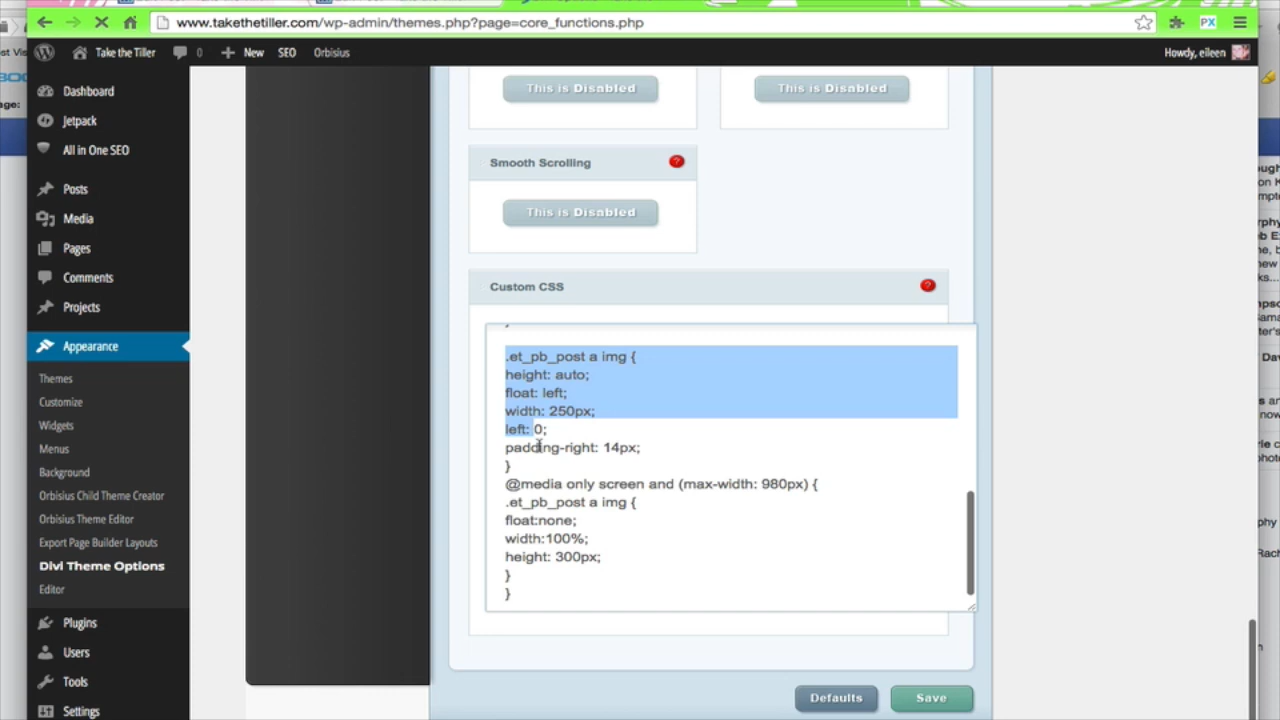 www.takethetiller.com/wp-admin/themes.php?page=core_functions.php
PX
Take the Tiller 0 New SEO Orbisius Howdy, eileen
age:
Dashboard
Jetpack
All in One SEO
Posts
Media
Pages
Comments
Projects
Appearance
Themes
Customize
Widgets
Menus
Background
Orbisius Child Theme Creator
Orbisius Theme Editor
Export Page Builder Layouts
Divi Theme Options
Editor
Plugins
Users
Tools
Settings
This is Disabled
This is Disabled
Smooth Scrolling ?
This is Disabled
Custom CSS ?
.et_pb_post a img {
height: auto;
float: left;
width: 250px;
left: 0;
padding-right: 14px;
}
@media only screen and (max-width: 980px) {
.et_pb_post a img {
float:none;
width:100%;
height: 300px;
}
}
Defaults
Save